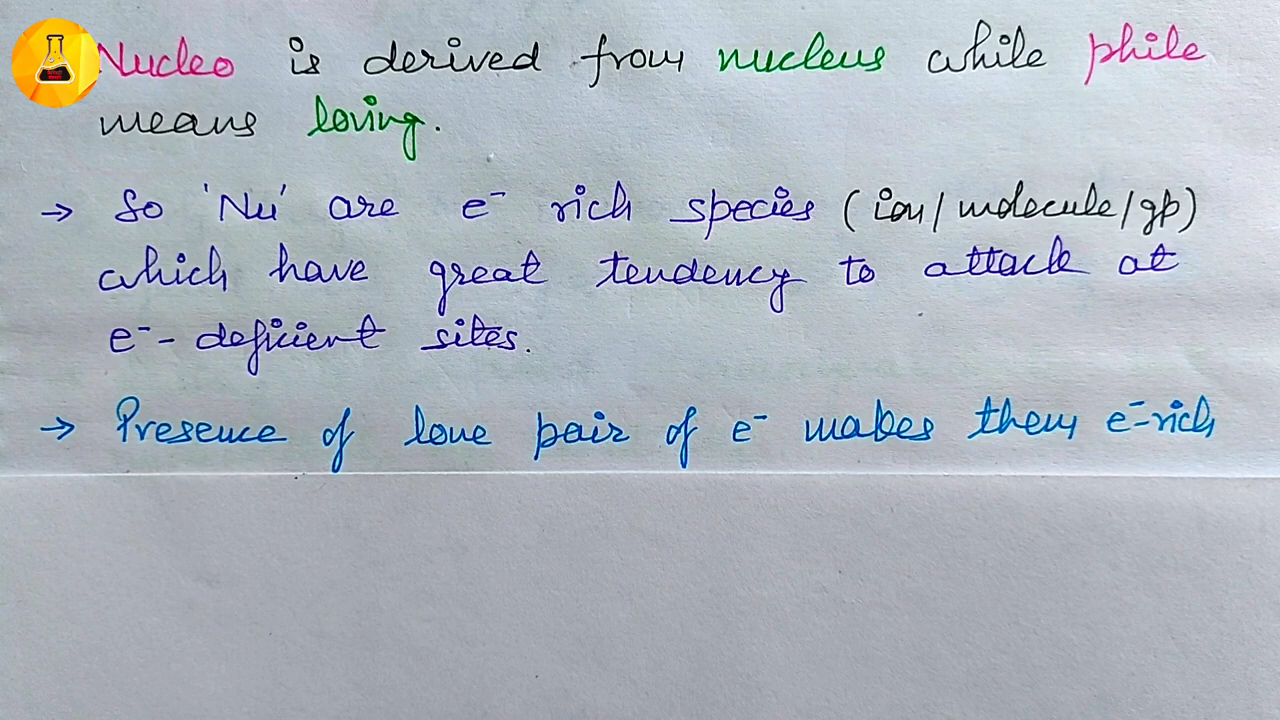 Nucleo is derived from nucleus while phile
means loving.
→ So 'Nu' are e⁻ rich species (ion/molecule/gp)
which have great tendency to attack at
e⁻-deficient sites.
→ Presence of lone pair of e⁻ makes them e⁻-rich